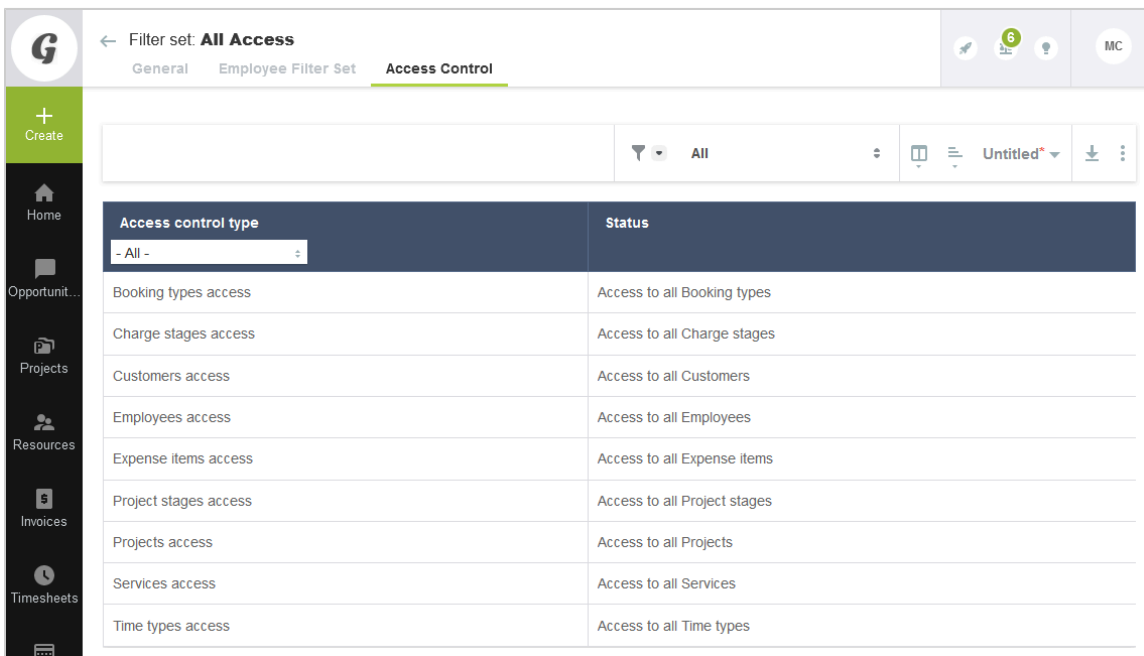 G
Filter set: All Access
General Employee Filter Set Access Control
6
MC
Create
Home
Opportunit...
Projects
Resources
Invoices
Timesheets
All
Untitled*
Access control type Status
- All -
Booking types access Access to all Booking types
Charge stages access Access to all Charge stages
Customers access Access to all Customers
Employees access Access to all Employees
Expense items access Access to all Expense items
Project stages access Access to all Project stages
Projects access Access to all Projects
Services access Access to all Services
Time types access Access to all Time types